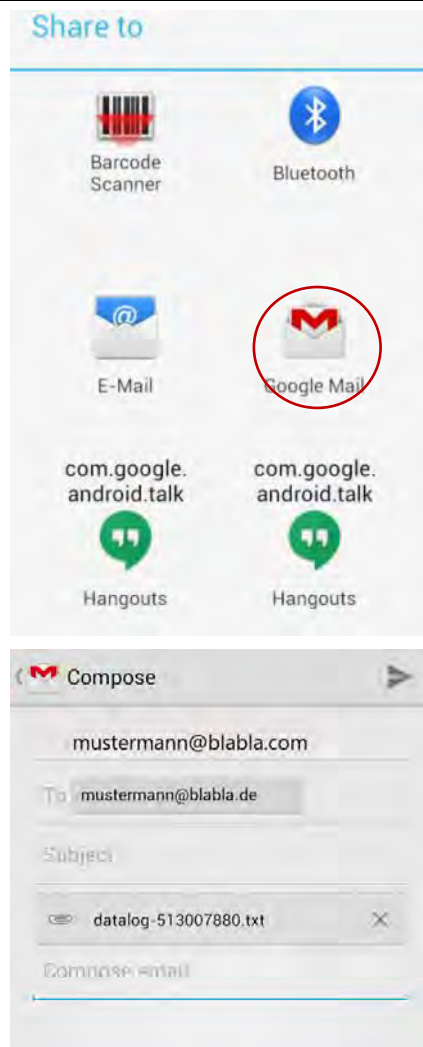 Share to
Barcode
Scanner
Bluetooth
@
E-Mail
Google Mail
com.google.
android.talk
com.google.
android.talk
Hangouts
Hangouts
Compose
mustermann@blabla.com
To mustermann@blabla.de
Subject
datalog-513007880.txt
Compose email